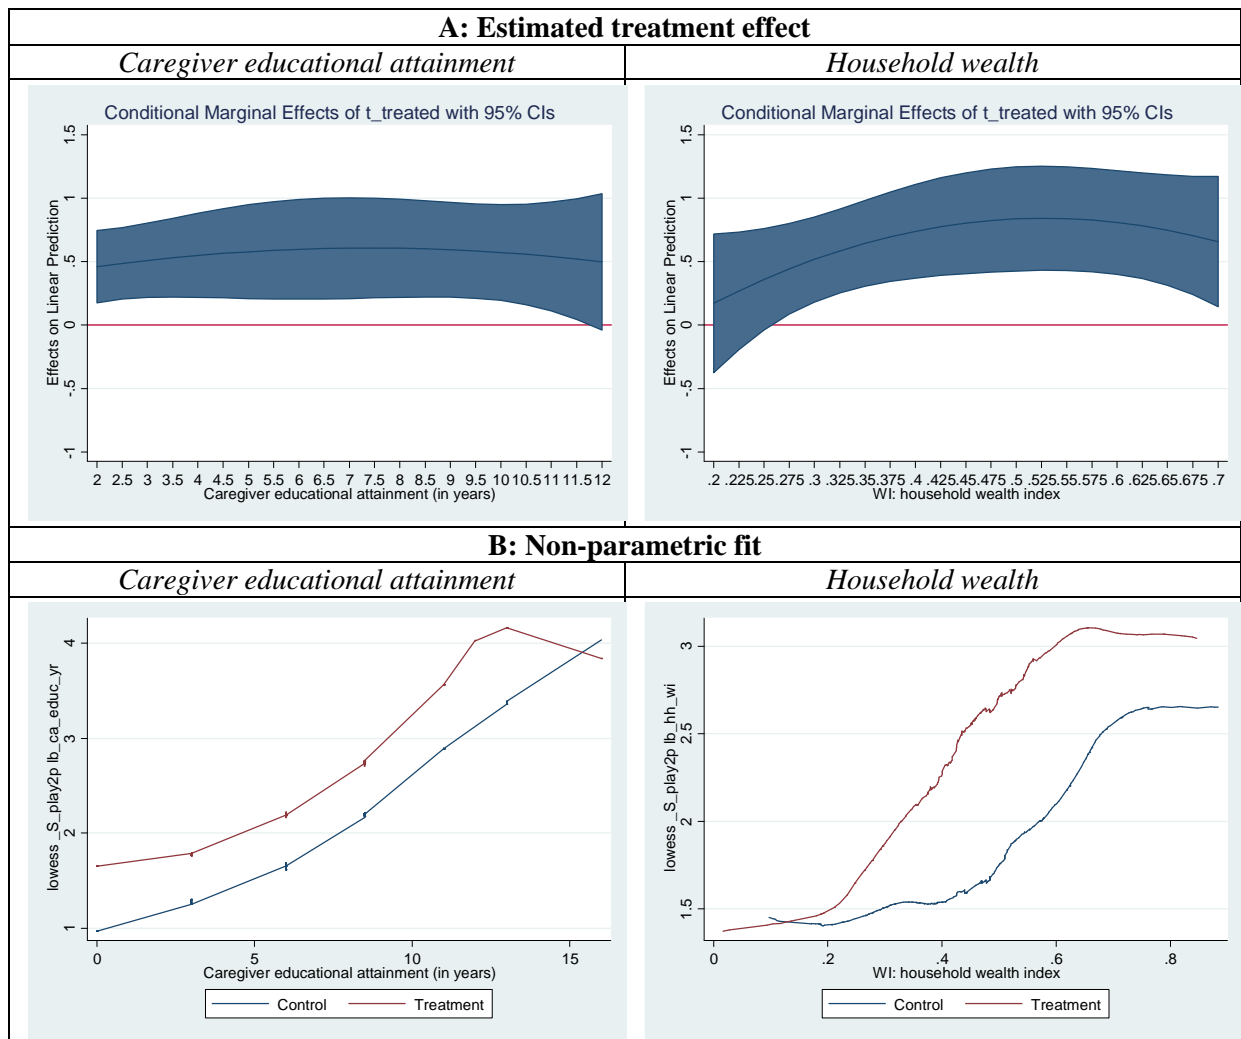 A: Estimated treatment effect
Caregiver educational attainment
Household wealth
Conditional Marginal Effects of t_treated with 95% CIs
Effects on Linear Prediction
1.5
1
.5
0
-.5
-1
2 2.5 3 3.5 4 4.5 5 5.5 6 6.5 7 7.5 8 8.5 9 9.5 10 10.5 11 11.5 12
Caregiver educational attainment (in years)
Conditional Marginal Effects of t_treated with 95% CIs
Effects on Linear Prediction
1.5
1
.5
0
-.5
-1
.2 .225 .25 .275 .3 .325 .35 .375 .4 .425 .45 .475 .5 .525 .55 .575 .6 .625 .65 .675 .7
WI: household wealth index
B: Non-parametric fit
Caregiver educational attainment
Household wealth
lowess _S_play2p lb_ca_educ_yr
4
3
2
1
0 5 10 15
Caregiver educational attainment (in years)
Control Treatment
lowess _S_play2p lb_hh_wi
3
2.5
2
1.5
0 .2 .4 .6 .8
WI: household wealth index
Control Treatment